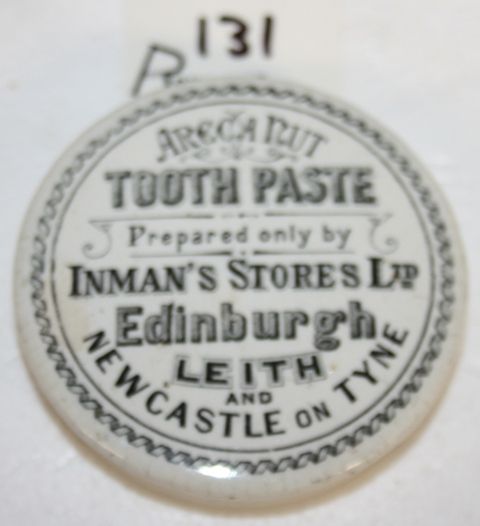 131
ARECA NUT
TOOTH PASTE
Prepared only by
INMAN'S STORES LTD
Edinburgh
LEITH
AND
NEWCASTLE ON TYNE